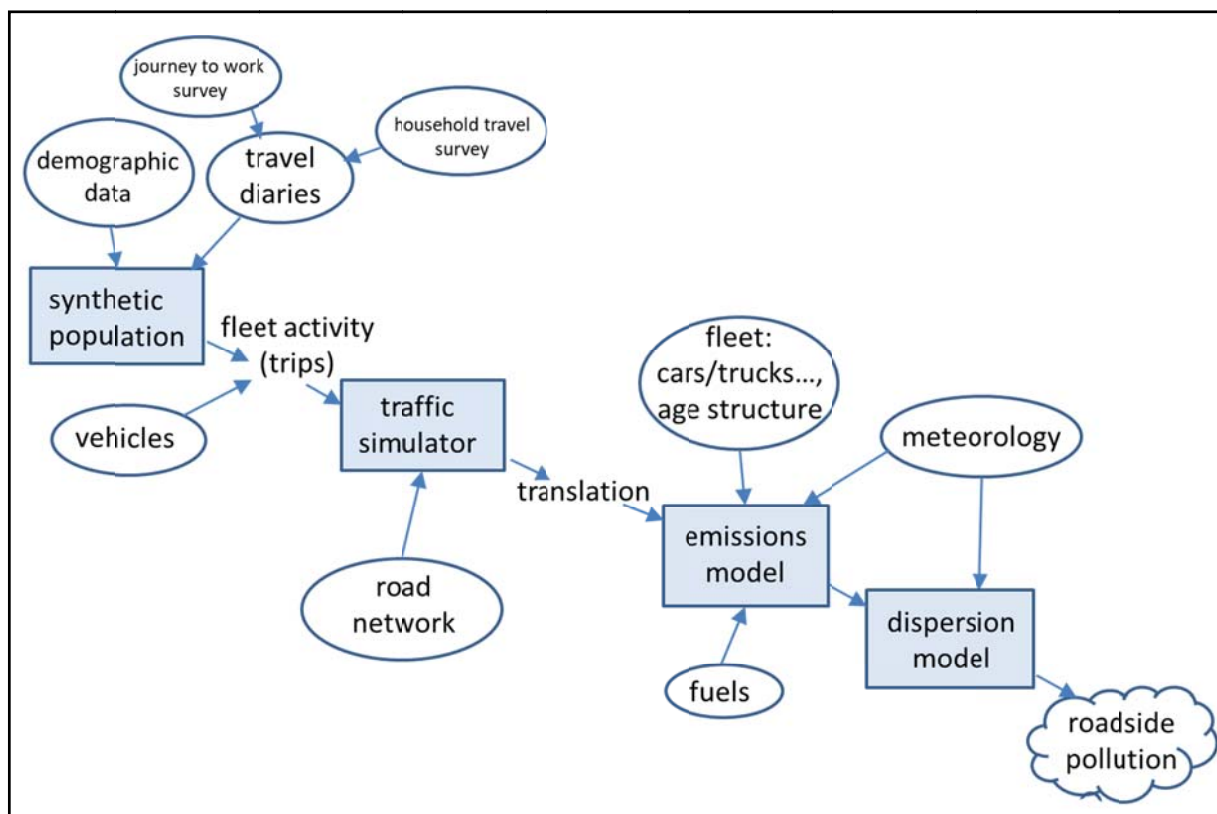 journey to work
survey
household travel
survey
demographic
data
travel
diaries
synthetic
population
fleet activity
(trips)
vehicles
traffic
simulator
translation
road
network
fleet:
cars/trucks...,
age structure
meteorology
emissions
model
fuels
dispersion
model
roadside
pollution